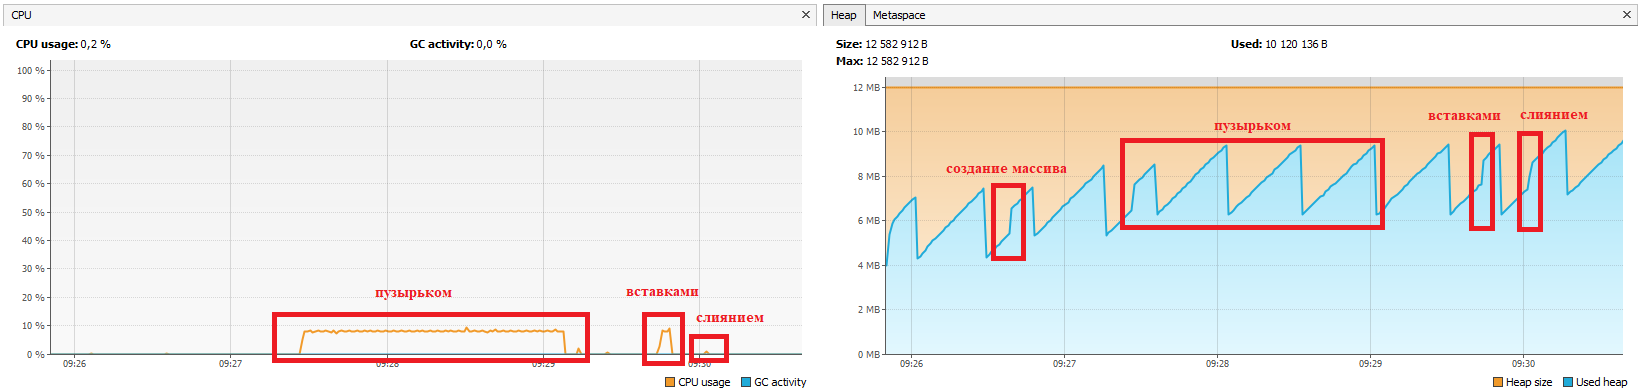 CPU
×
CPU usage: 0,2 %
GC activity: 0,0 %
100 %
90 %
80 %
70 %
60 %
50 %
40 %
30 %
20 %
10 %
0 %
пузырьком
вставками
слиянием
09:26
09:27
09:28
09:29
09:30
CPU usage
GC activity
Heap
Metaspace
×
Size: 12 582 912 B
Used: 10 120 136 B
Max: 12 582 912 B
12 MB
10 MB
8 MB
6 MB
4 MB
2 MB
0 MB
создание массива
пузырьком
вставками
слиянием
09:26
09:27
09:28
09:29
09:30
Heap size
Used heap